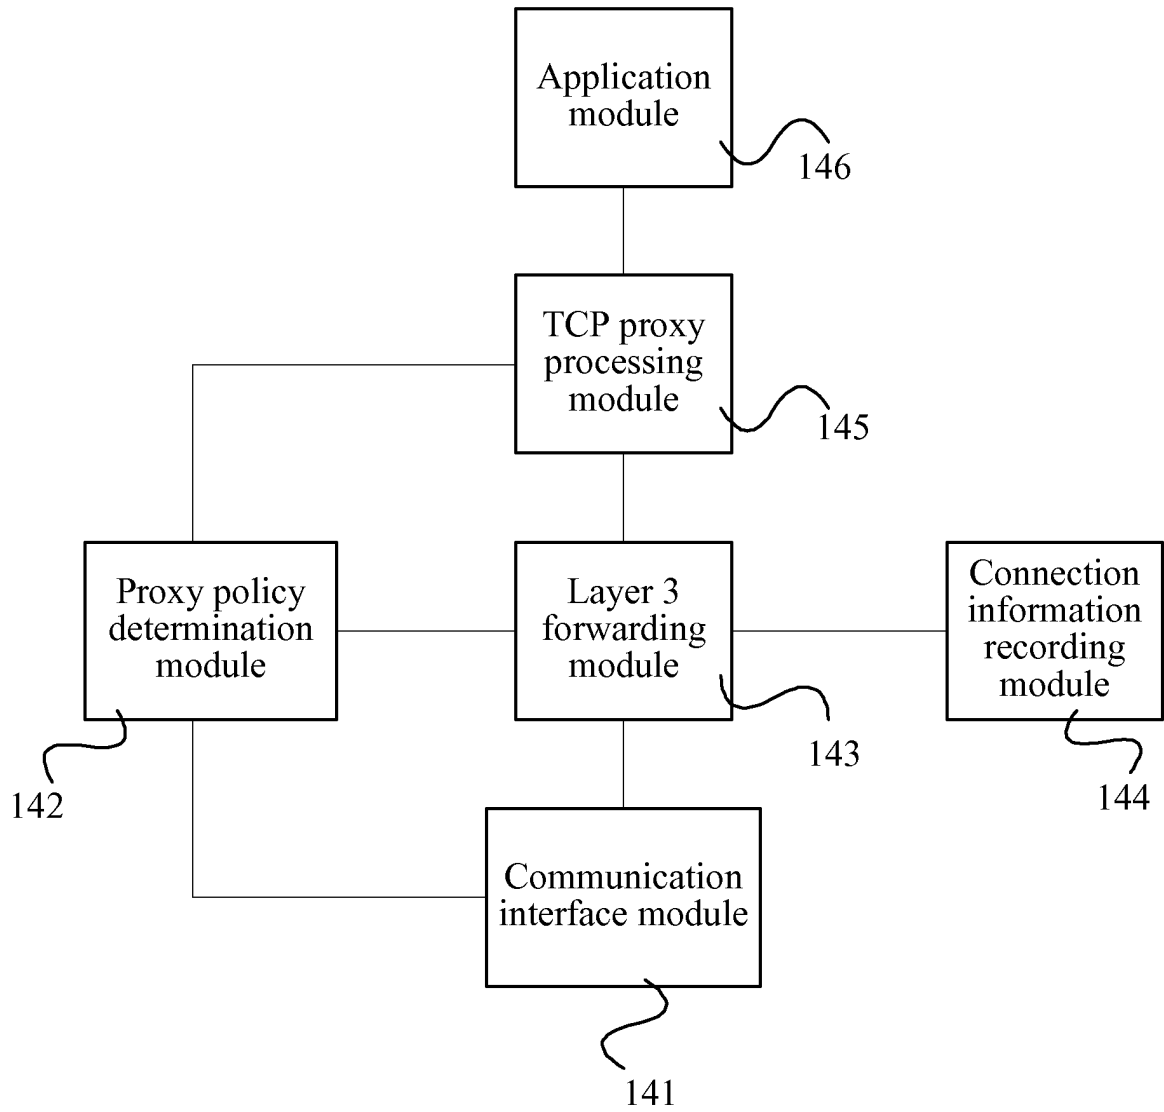 Application
module
146
TCP proxy
processing
module
145
Proxy policy
determination
module
142
Layer 3
forwarding
module
143
Connection
information
recording
module
144
Communication
interface module
141